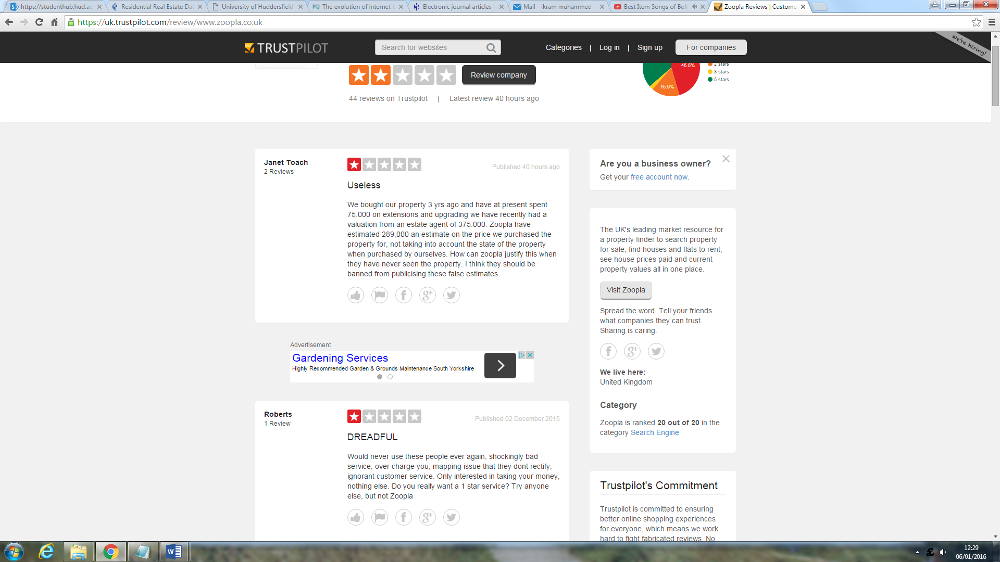 https://studenthub.hud.ac.
Residential Real Estate Dat
University of Huddersfield
PQ The evolution of internet b
Electronic journal articles -
Mail - ikram muhammed -
Best Item Songs of Boll
Zoopla Reviews | Custome
https://uk.trustpilot.com/review/www.zoopla.co.uk
TRUSTPILOT
Search for websites
Categories | Log in | Sign up
For companies
We're hiring!
Review company
45.5%
15.9%
2 stars
3 stars
5 stars
44 reviews on Trustpilot | Latest review 40 hours ago
Janet Toach
2 Reviews
Published 40 hours ago
Useless
We bought our property 3 yrs ago and have at present spent
75.000 on extensions and upgrading we have recently had a
valuation from an estate agent of 375.000. Zoopla have
estimated 289,000 an estimate on the price we purchased the
property for, not taking into account the state of the property
when purchased by ourselves. How can zoopla justify this when
they have never seen the property. I think they should be
banned from publicising these false estimates
Advertisement
Gardening Services
Highly Recommended Garden & Grounds Maintenance South Yorkshire
Roberts
1 Review
Published 02 December 2015
DREADFUL
Would never use these people ever again, shockingly bad
service, over charge you, mapping issue that they dont rectify,
ignorant customer service. Only interested in taking your money,
nothing else. Do you really want a 1 star service? Try anyone
else, but not Zoopla
Are you a business owner?
Get your free account now.
The UK's leading market resource for
a property finder to search property
for sale, find houses and flats to rent,
see house prices paid and current
property values all in one place.
Visit Zoopla
Spread the word. Tell your friends
what companies they can trust.
Sharing is caring.
We live here:
United Kingdom
Category
Zoopla is ranked 20 out of 20 in the
category Search Engine
Trustpilot's Commitment
Trustpilot is committed to ensuring
better online shopping experiences
for everyone, which means we work
hard to fight fabricated reviews. No
12:29
06/01/2016